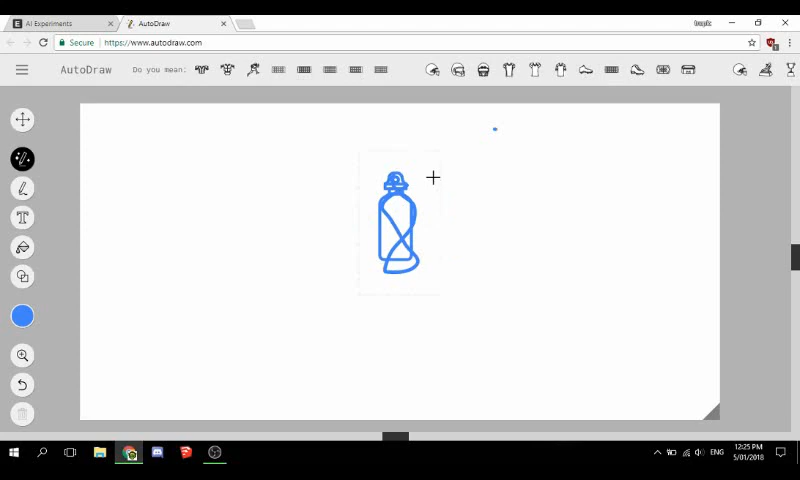 AI Experiments
AutoDraw
tropic
Secure
https://www.autodraw.com
AutoDraw
Do you mean:
T
ENG
12:25 PM
5/01/2018